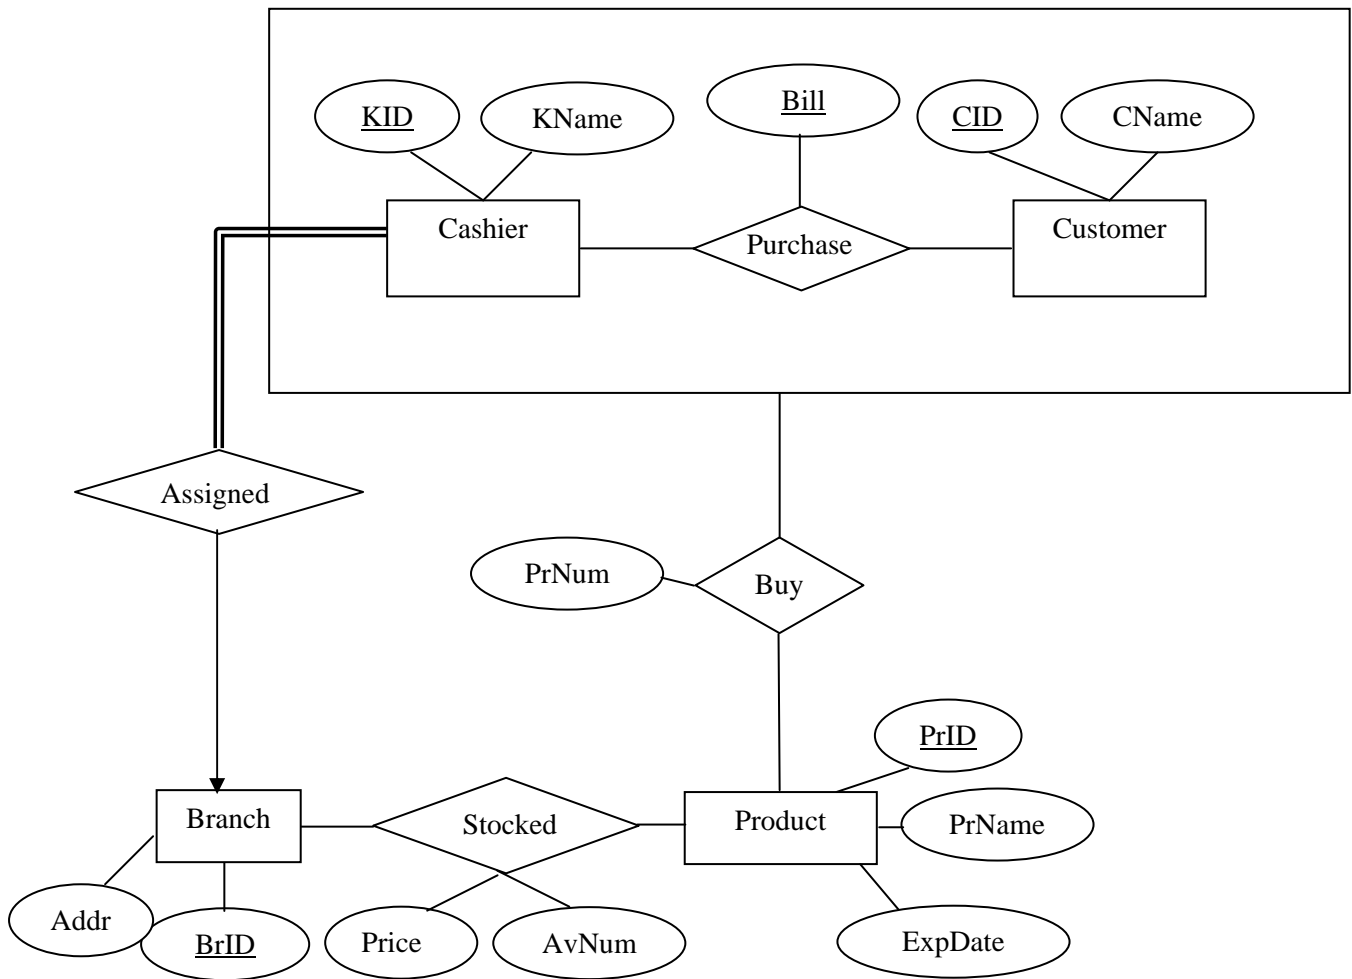 KID
KName
Bill
CID
CName
Cashier
Purchase
Customer
Assigned
PrNum
Buy
PrID
Branch
Stocked
Product
PrName
Addr
BrID
Price
AvNum
ExpDate